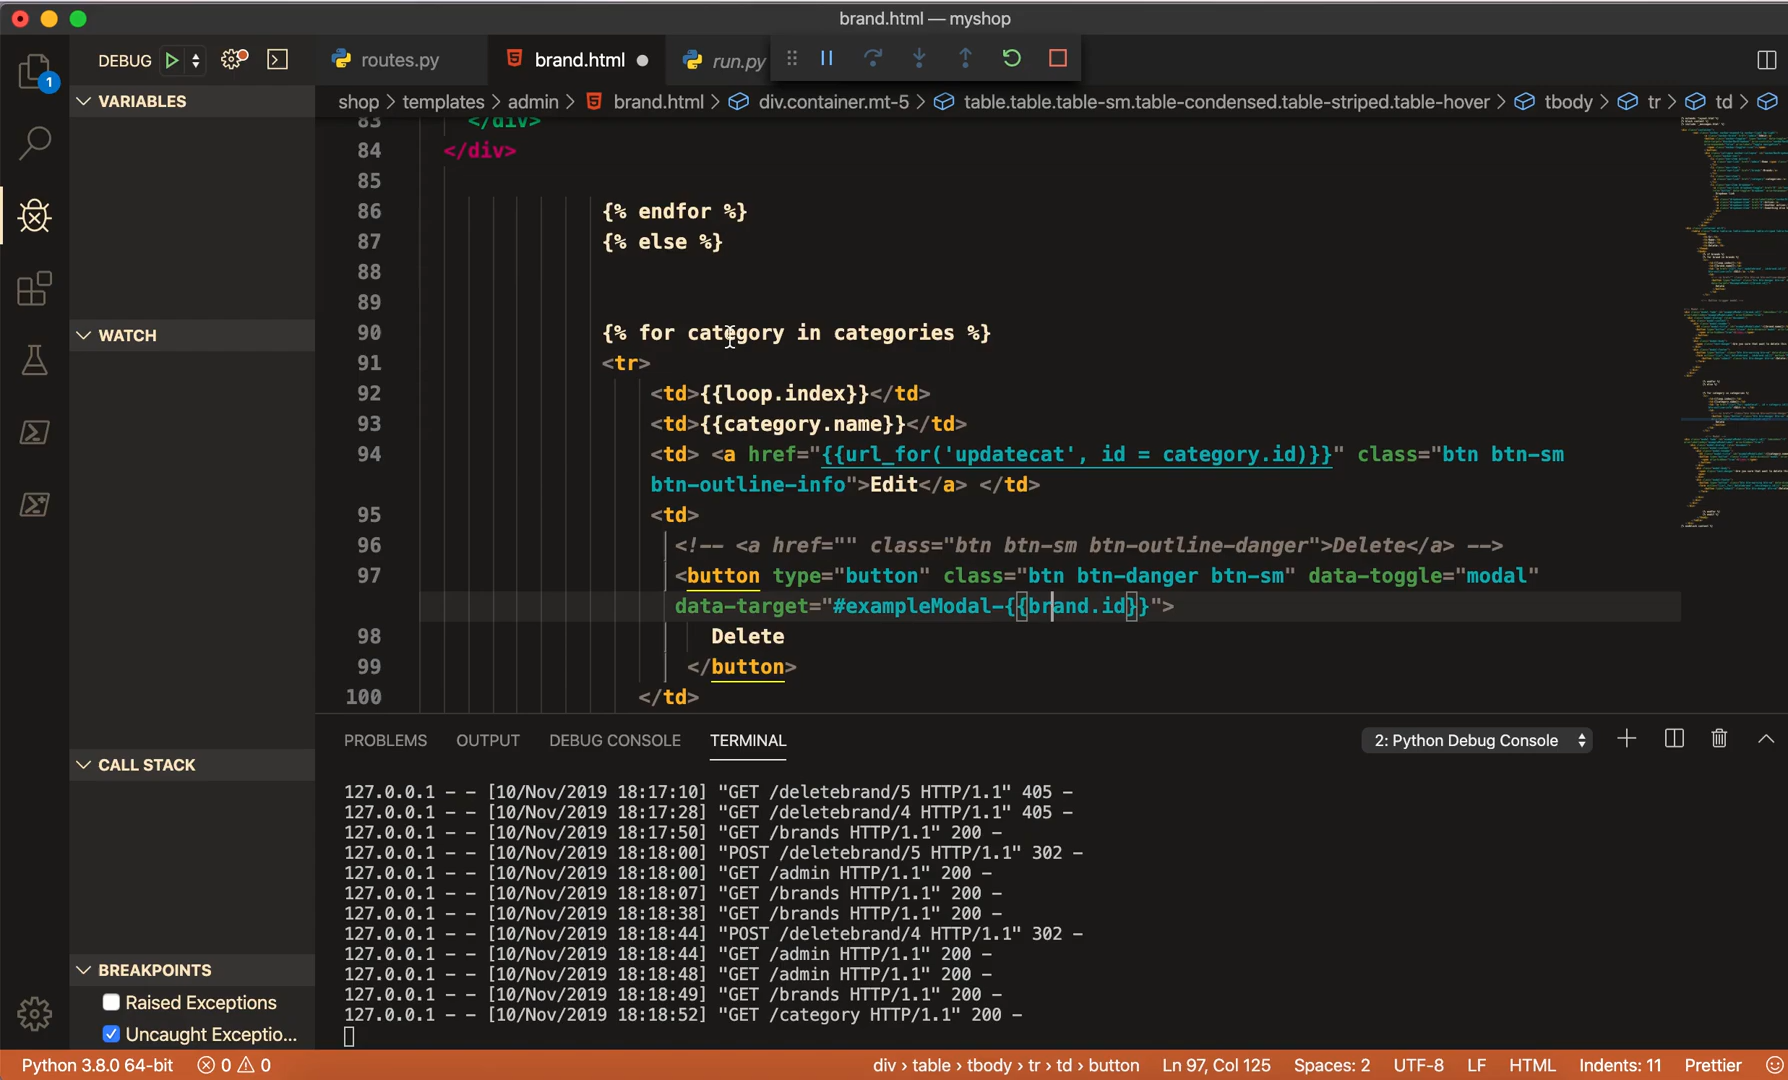 brand.html — myshop
DEBUG
routes.py
brand.html
run.py
1
VARIABLES
shop > templates > admin > brand.html > div.container.mt-5 > table.table.table-sm.table-condensed.table-striped.table-hover > tbody > tr > td >
83 </div>
84 </div>
85
86 {% endfor %}
87 {% else %}
88
89
90 {% for category in categories %}
91 <tr>
92 <td>{{loop.index}}</td>
93 <td>{{category.name}}</td>
94 <td> <a href="{{url_for('updatecat', id = category.id)}}" class="btn btn-sm
btn-outline-info">Edit</a> </td>
95 <td>
96 <!-- <a href="" class="btn btn-sm btn-outline-danger">Delete</a> -->
97 <button type="button" class="btn btn-danger btn-sm" data-toggle="modal"
data-target="#exampleModal-{{brand.id}}">
98 Delete
99 </button>
100 </td>
WATCH
CALL STACK
BREAKPOINTS
Raised Exceptions
Uncaught Exceptio...
PROBLEMS OUTPUT DEBUG CONSOLE TERMINAL 2: Python Debug Console
127.0.0.1 - - [10/Nov/2019 18:17:10] "GET /deletebrand/5 HTTP/1.1" 405 -
127.0.0.1 - - [10/Nov/2019 18:17:28] "GET /deletebrand/4 HTTP/1.1" 405 -
127.0.0.1 - - [10/Nov/2019 18:17:50] "GET /brands HTTP/1.1" 200 -
127.0.0.1 - - [10/Nov/2019 18:18:00] "POST /deletebrand/5 HTTP/1.1" 302 -
127.0.0.1 - - [10/Nov/2019 18:18:00] "GET /admin HTTP/1.1" 200 -
127.0.0.1 - - [10/Nov/2019 18:18:07] "GET /brands HTTP/1.1" 200 -
127.0.0.1 - - [10/Nov/2019 18:18:38] "GET /brands HTTP/1.1" 200 -
127.0.0.1 - - [10/Nov/2019 18:18:44] "POST /deletebrand/4 HTTP/1.1" 302 -
127.0.0.1 - - [10/Nov/2019 18:18:44] "GET /admin HTTP/1.1" 200 -
127.0.0.1 - - [10/Nov/2019 18:18:48] "GET /admin HTTP/1.1" 200 -
127.0.0.1 - - [10/Nov/2019 18:18:49] "GET /brands HTTP/1.1" 200 -
127.0.0.1 - - [10/Nov/2019 18:18:52] "GET /category HTTP/1.1" 200 -
Python 3.8.0 64-bit 0 0 div > table > tbody > tr > td > button Ln 97, Col 125 Spaces: 2 UTF-8 LF HTML Indents: 11 Prettier